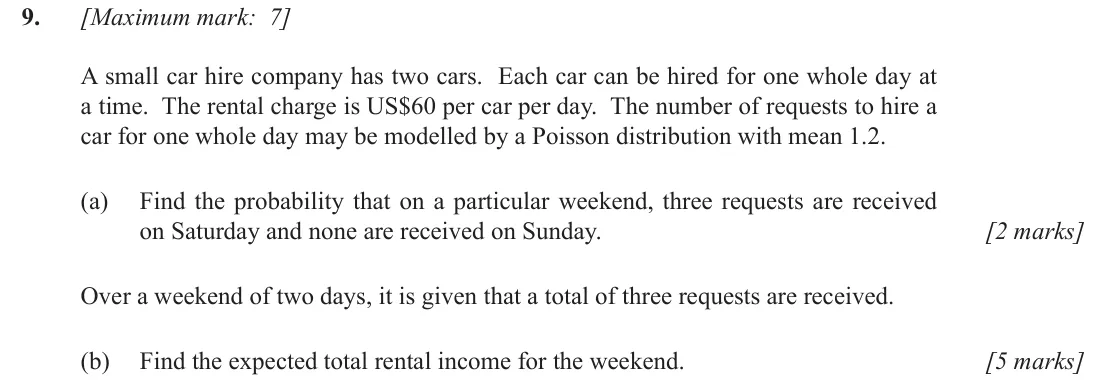 9. [Maximum mark: 7]
A small car hire company has two cars. Each car can be hired for one whole day at
a time. The rental charge is US$60 per car per day. The number of requests to hire a
car for one whole day may be modelled by a Poisson distribution with mean 1.2.
(a) Find the probability that on a particular weekend, three requests are received
on Saturday and none are received on Sunday. [2 marks]
Over a weekend of two days, it is given that a total of three requests are received.
(b) Find the expected total rental income for the weekend. [5 marks]